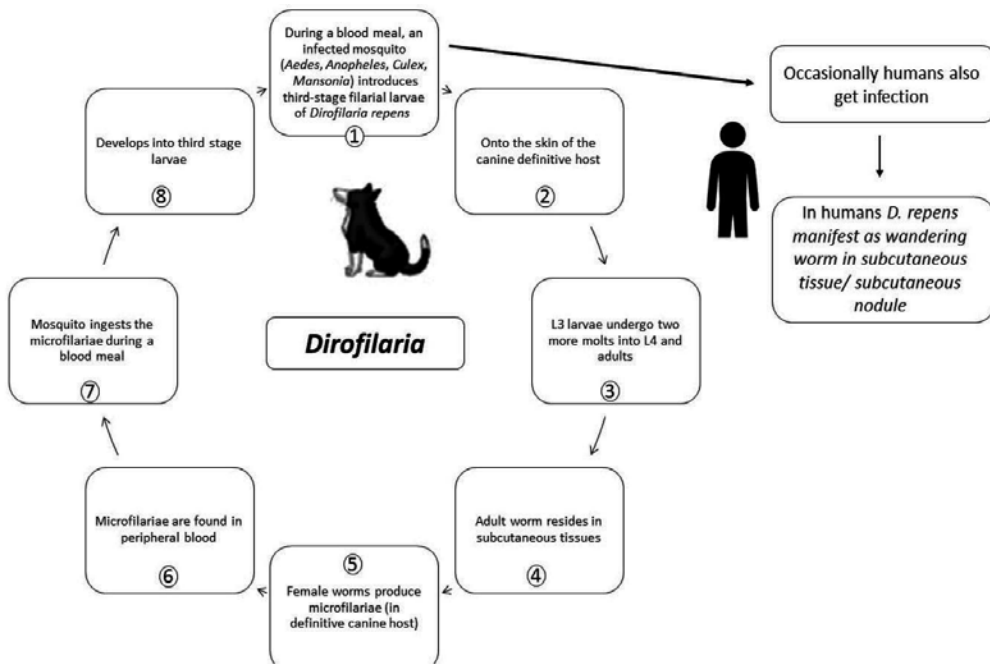 During a blood meal, an
infected mosquito
(Aedes, Anopheles, Culex,
Mansonia) introduces
third-stage filarial larvae
of Dirofilaria repens
①
Onto the skin of the
canine definitive host
②
L3 larvae undergo two
more molts into L4 and
adults
③
Adult worm resides in
subcutaneous tissues
④
⑤
Female worms produce
microfilariae (in
definitive canine host)
Microfilariae are found in
peripheral blood
⑥
Mosquito ingests the
microfilariae during a
blood meal
⑦
Develops into third stage
larvae
⑧
Dirofilaria
Occasionally humans also
get infection
In humans D. repens
manifest as wandering
worm in subcutaneous
tissue/ subcutaneous
nodule